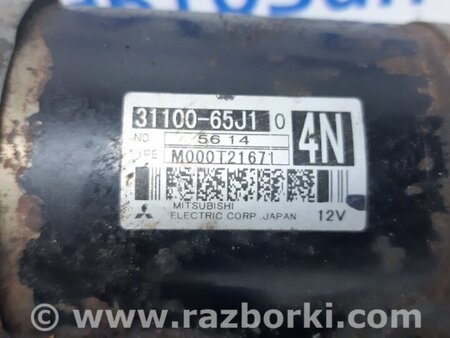 31100-65J1 0
4N
NO 5614
TYPE M000T21671
MITSUBISHI
ELECTRIC CORP. JAPAN 12V
www.razborki.com